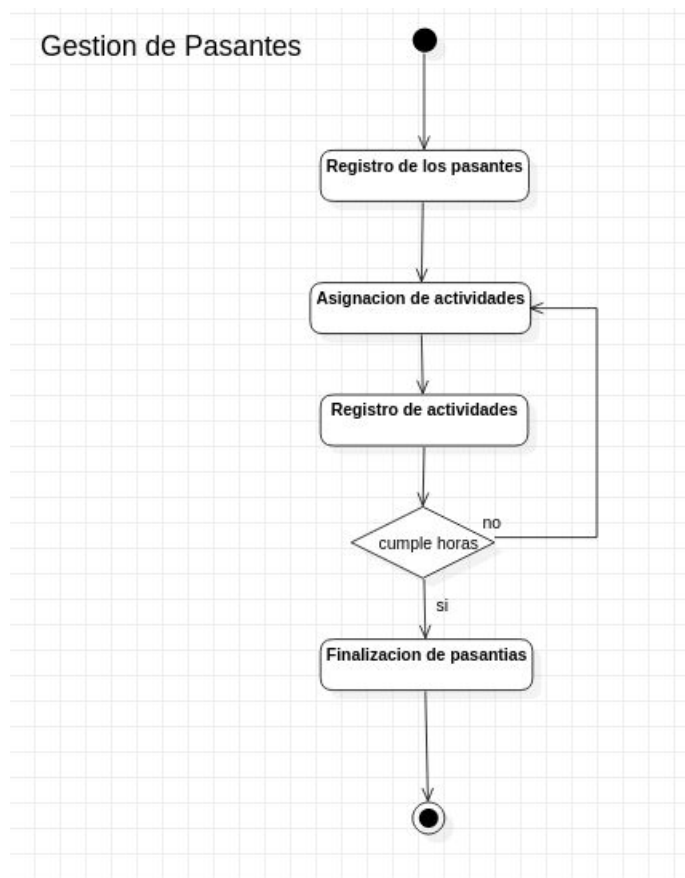 Gestion de Pasantes
Registro de los pasantes
Asignacion de actividades
Registro de actividades
no
cumple horas
si
Finalizacion de pasantias